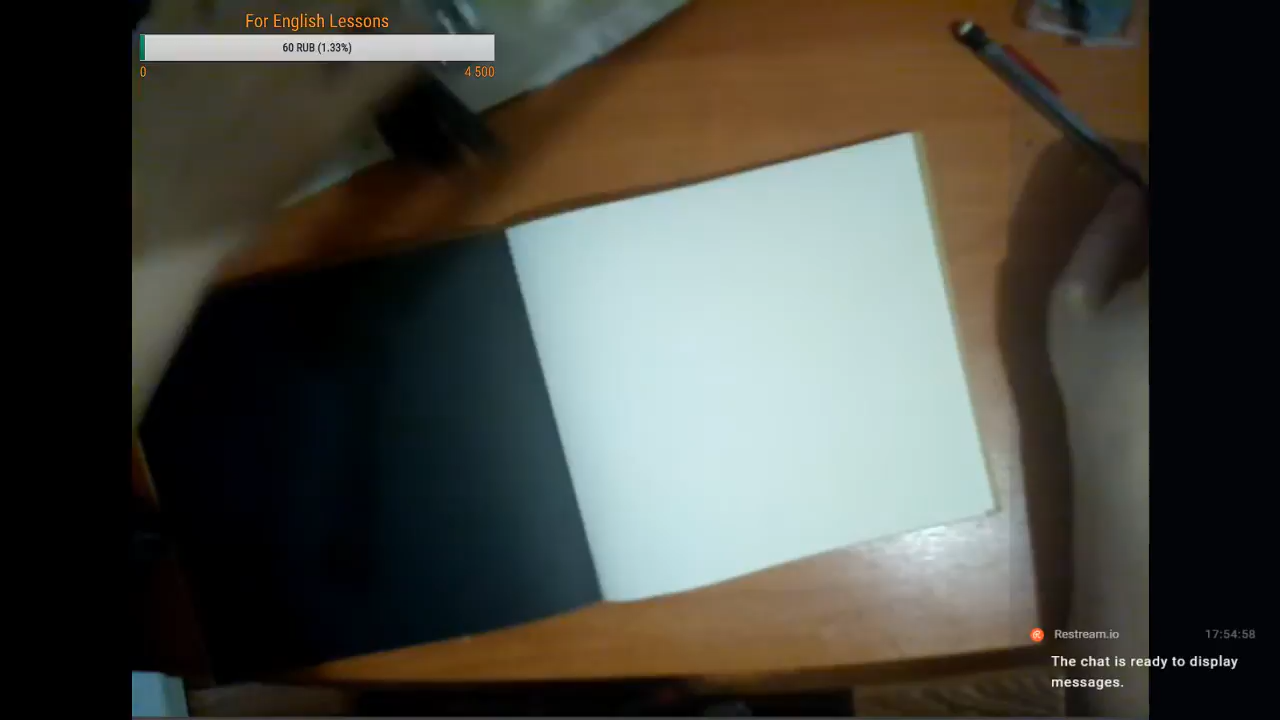 For English Lessons
60 RUB (1.33%)
0 4 500
Restream.io 17:54:58
The chat is ready to display
messages.